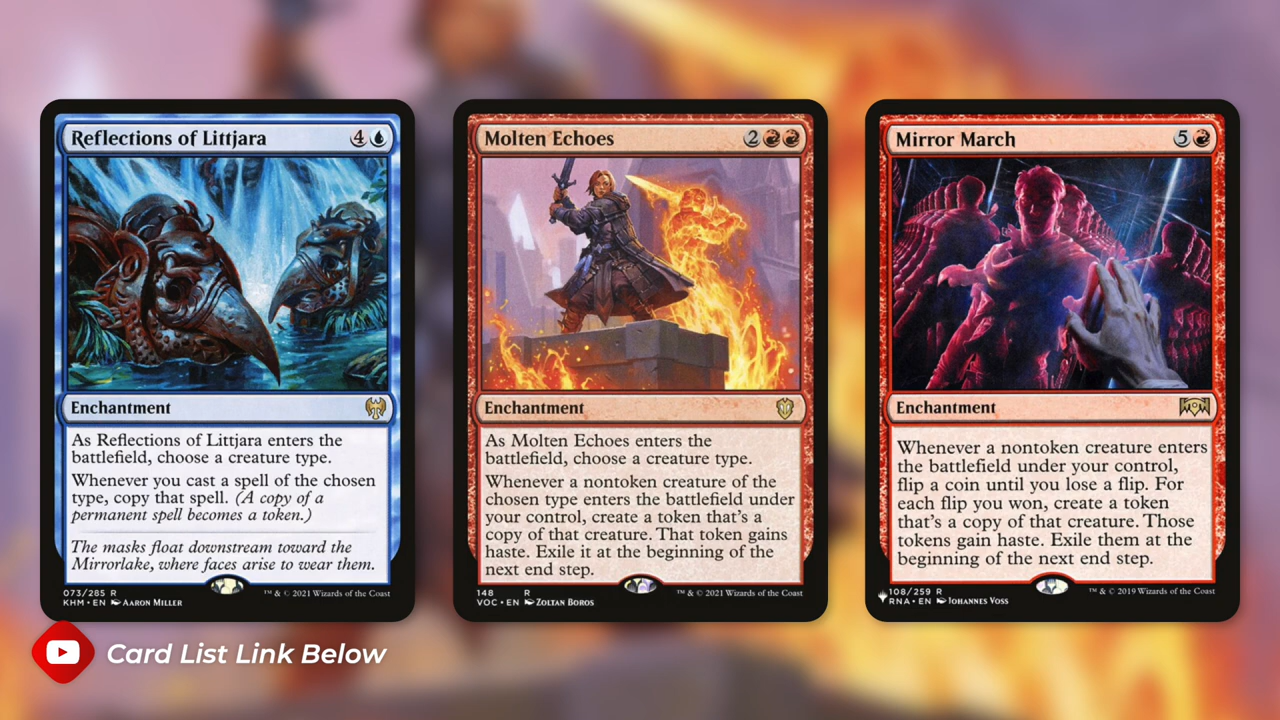 Reflections of Littjara
4
Enchantment
As Reflections of Littjara enters the
battlefield, choose a creature type.
Whenever you cast a spell of the chosen
type, copy that spell. (A copy of a
permanent spell becomes a token.)
The masks float downstream toward the
Mirrorlake, where faces arise to wear them.
073/285 R
KHM • EN Aaron Miller
™ & © 2021 Wizards of the Coast
Molten Echoes
2
Enchantment
As Molten Echoes enters the
battlefield, choose a creature type.
Whenever a nontoken creature of the
chosen type enters the battlefield under
your control, create a token that's a
copy of that creature. That token gains
haste. Exile it at the beginning of the
next end step.
148 R
VOC • EN Zoltan Boros
™ & © 2021 Wizards of the Coast
Mirror March
5
Enchantment
Whenever a nontoken creature enters
the battlefield under your control,
flip a coin until you lose a flip. For
each flip you won, create a token
that's a copy of that creature. Those
tokens gain haste. Exile them at the
beginning of the next end step.
108/259 R
RNA • EN Johannes Voss
™ & © 2019 Wizards of the Coast
Card List Link Below